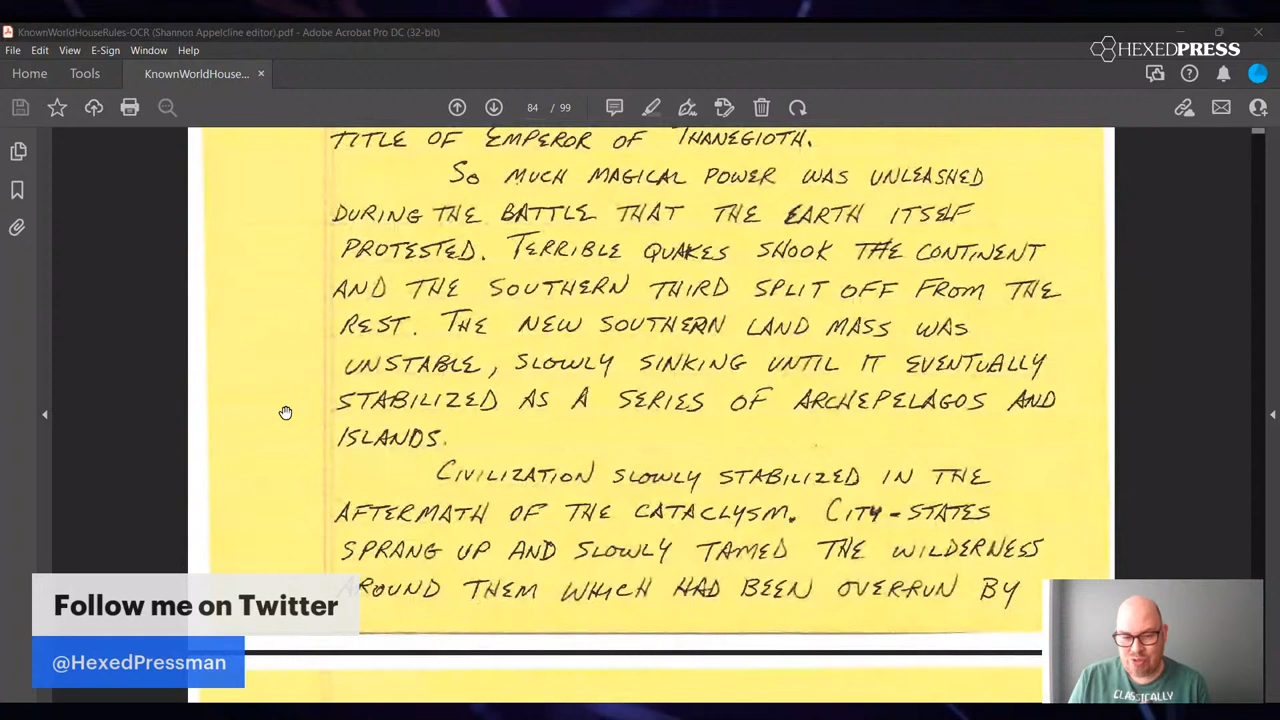 KnownWorldHouseRules-OCR (Shannon Appelcline editor).pdf - Adobe Acrobat Pro DC (32-bit)
File Edit View E-Sign Window Help
HEXEDPRESS
Home Tools KnownWorldHouse... ×
84 / 99
TITLE OF EMPEROR OF THANEGIOTH.
SO MUCH MAGICAL POWER WAS UNLEASHED
DURING THE BATTLE THAT THE EARTH ITSELF
PROTESTED. TERRIBLE QUAKES SHOOK THE CONTINENT
AND THE SOUTHERN THIRD SPLIT OFF FROM THE
REST. THE NEW SOUTHERN LAND MASS WAS
UNSTABLE, SLOWLY SINKING UNTIL IT EVENTUALLY
STABILIZED AS A SERIES OF ARCHEPELAGOS AND
ISLANDS.
CIVILIZATION SLOWLY STABILIZED IN THE
AFTERMATH OF THE CATACLYSM. CITY-STATES
SPRANG UP AND SLOWLY TAMED THE WILDERNESS
AROUND THEM WHICH HAD BEEN OVERRUN BY
Follow me on Twitter
@HexedPressman
CLASSICALLY